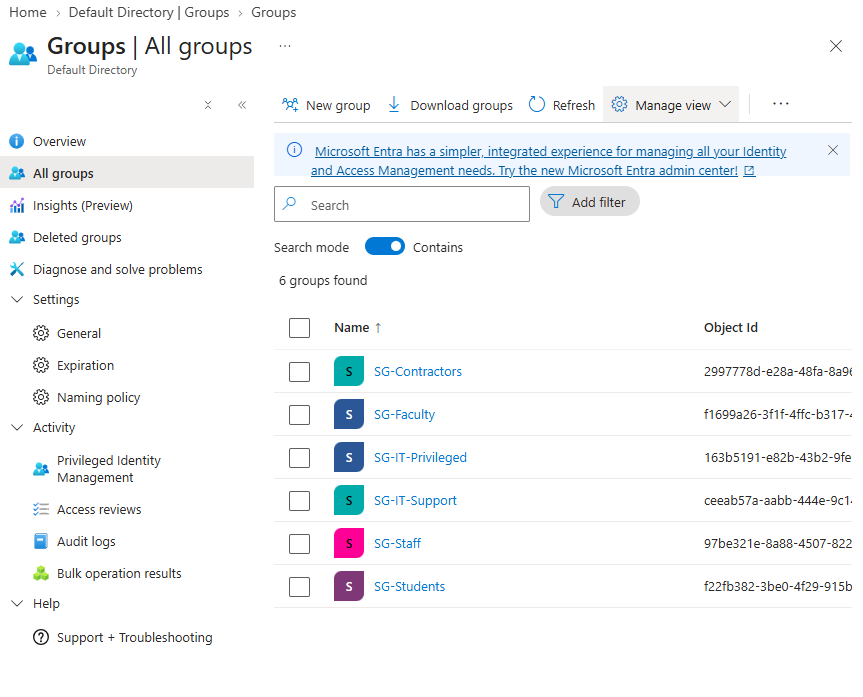 Home > Default Directory | Groups > Groups
Groups | All groups ...
Default Directory
New group
Download groups
Refresh
Manage view
...
Overview
All groups
Insights (Preview)
Deleted groups
Diagnose and solve problems
Settings
General
Expiration
Naming policy
Activity
Privileged Identity
Management
Access reviews
Audit logs
Bulk operation results
Help
Support + Troubleshooting
Microsoft Entra has a simpler, integrated experience for managing all your Identity
and Access Management needs. Try the new Microsoft Entra admin center!
Search
Add filter
Search mode Contains
6 groups found
Name ↑ Object Id
S SG-Contractors 2997778d-e28a-48fa-8a96
S SG-Faculty f1699a26-3f1f-4ffc-b317-4
S SG-IT-Privileged 163b5191-e82b-43b2-9fe
S SG-IT-Support ceeab57a-aabb-444e-9c14
S SG-Staff 97be321e-8a88-4507-822
S SG-Students f22fb382-3be0-4f29-915b